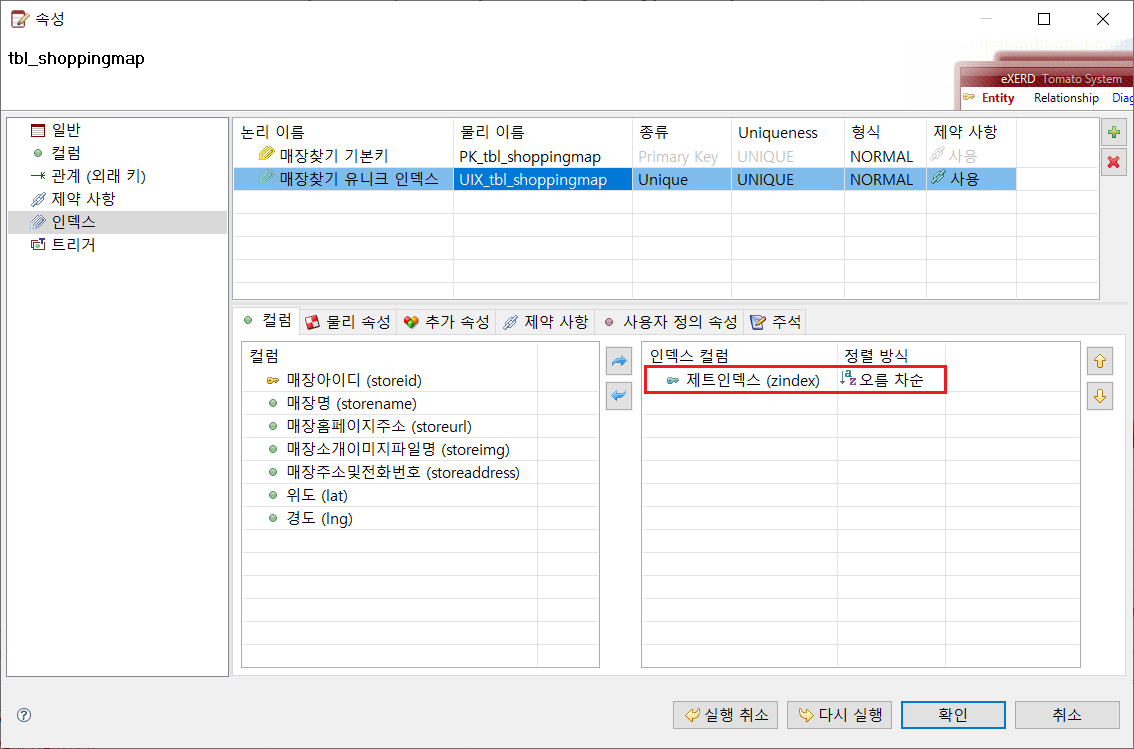 속성
tbl_shoppingmap
eXERD Tomato System
Entity Relationship
일반
컬럼
관계 (외래 키)
제약 사항
인덱스
트리거
논리 이름 물리 이름 종류 Uniqueness 형식 제약 사항
매장찾기 기본키 PK_tbl_shoppingmap Primary Key UNIQUE NORMAL 사용
매장찾기 유니크 인덱스 UIX_tbl_shoppingmap Unique UNIQUE NORMAL 사용
컬럼 물리 속성 추가 속성 제약 사항 사용자 정의 속성 주석
컬럼
매장아이디 (storeid)
매장명 (storename)
매장홈페이지주소 (storeurl)
매장소개이미지파일명 (storeimg)
매장주소및전화번호 (storeaddress)
위도 (lat)
경도 (lng)
인덱스 컬럼 정렬 방식
제트인덱스 (zindex) 오름 차순
실행 취소 다시 실행 확인 취소